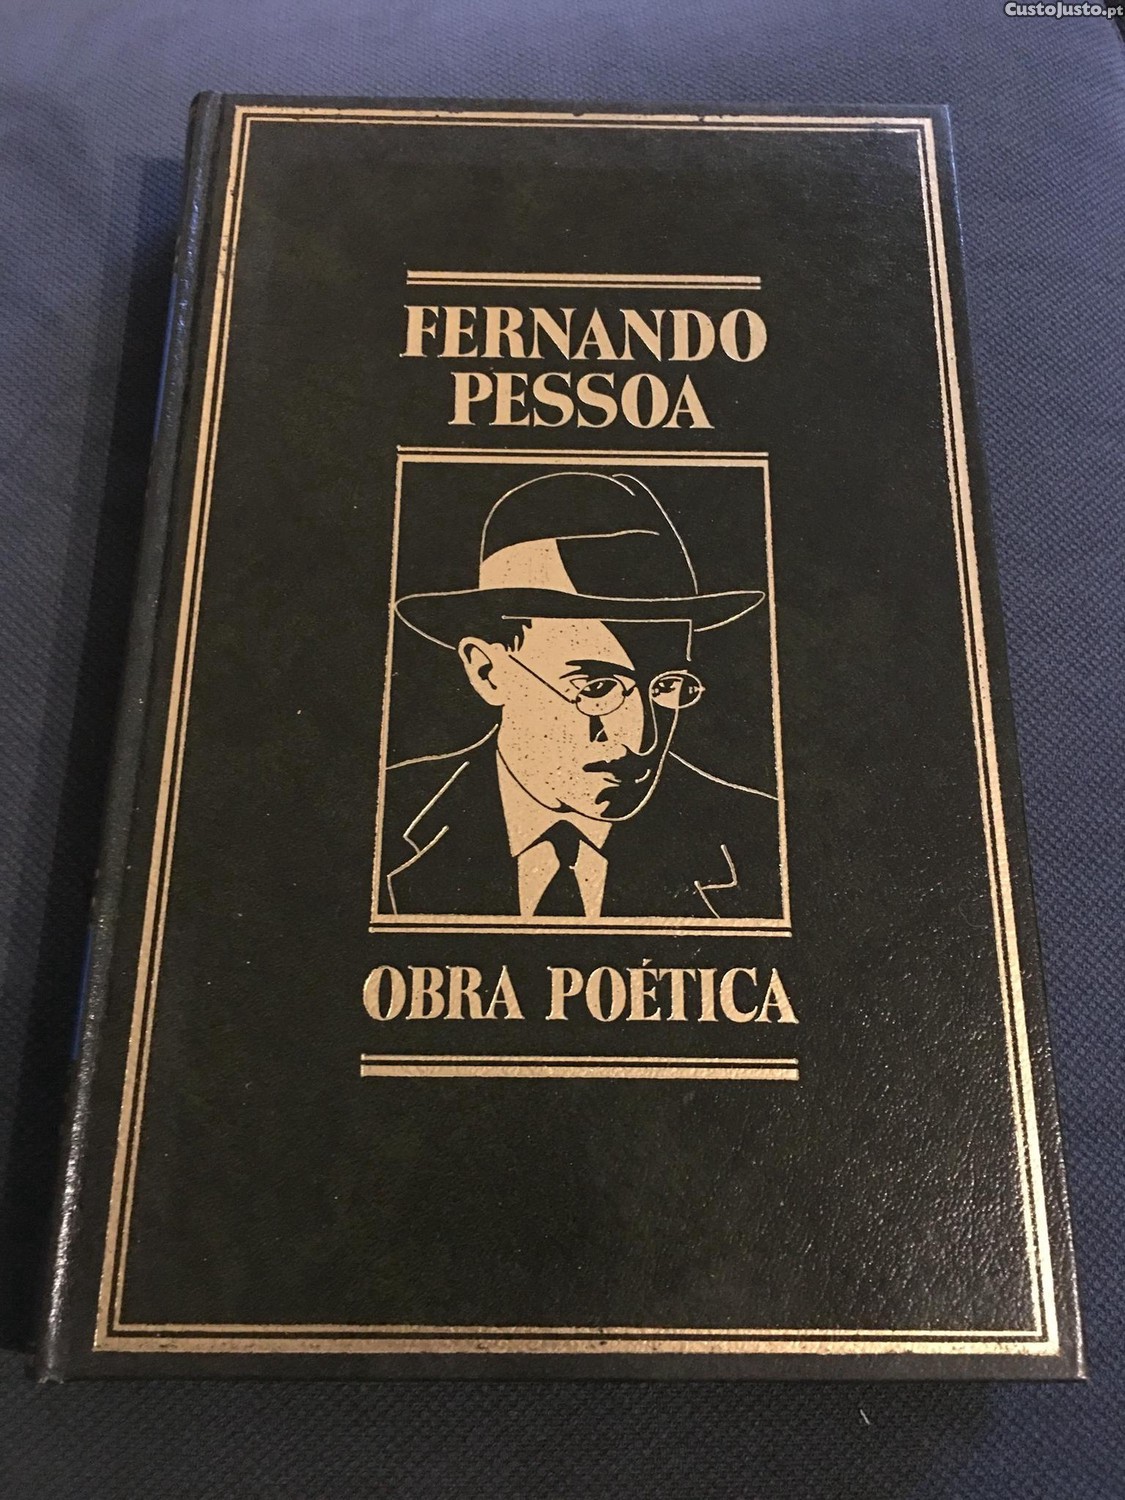 CustoJusto.pt
FERNANDO
PESSOA
OBRA POÉTICA